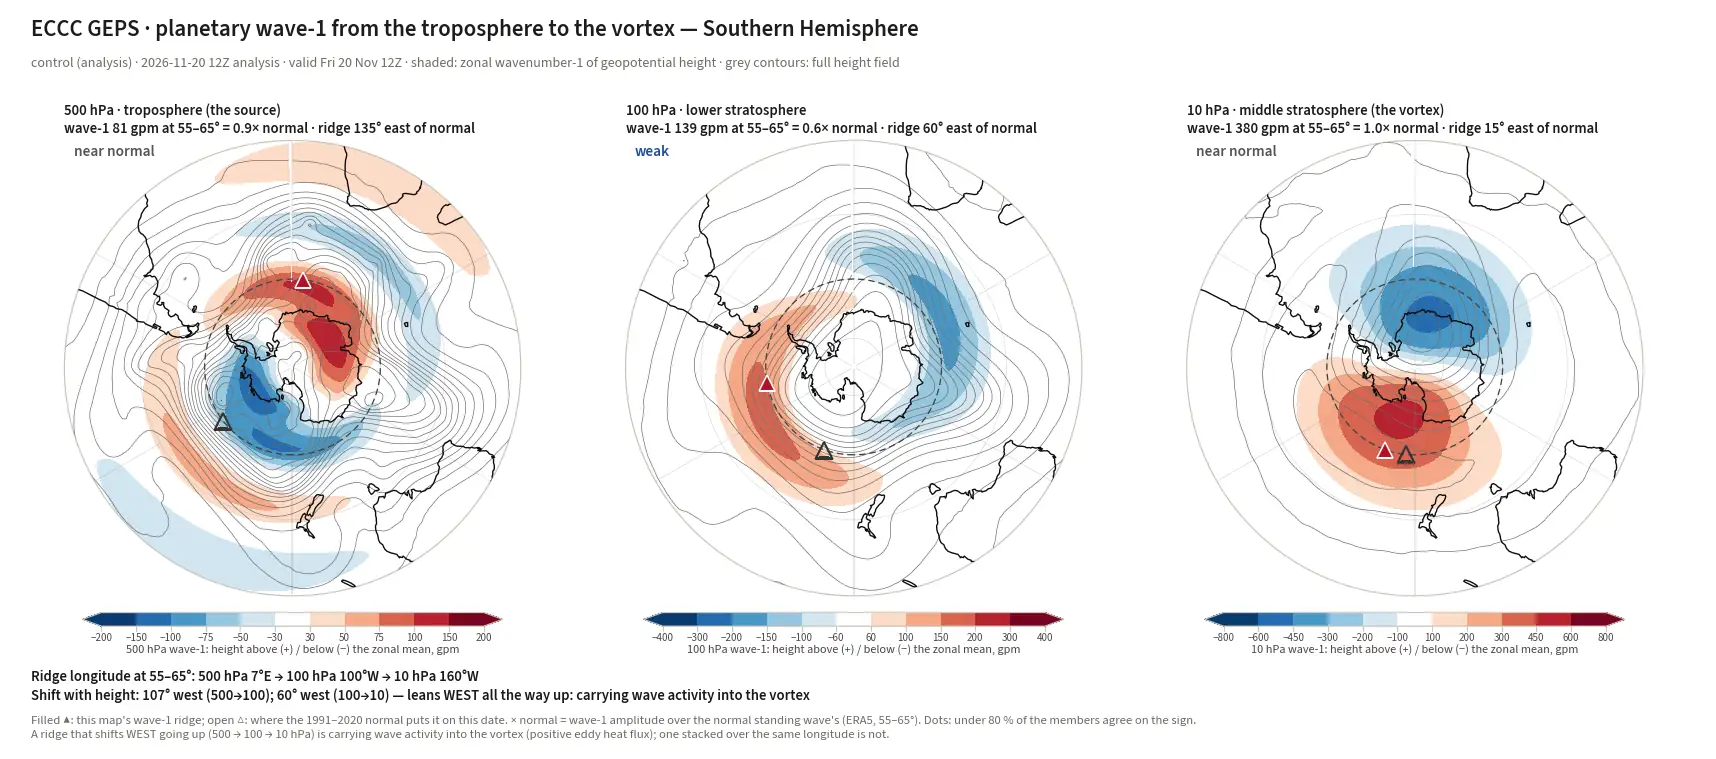 ECCC GEPS · planetary wave-1 from the troposphere to the vortex — Southern Hemisphere
control (analysis) · 2026-11-20 12Z analysis · valid Fri 20 Nov 12Z · shaded: zonal wavenumber-1 of geopotential height · grey contours: full height field
500 hPa · troposphere (the source)
wave-1 81 gpm at 55–65° = 0.9× normal · ridge 135° east of normal
near normal
100 hPa · lower stratosphere
wave-1 139 gpm at 55–65° = 0.6× normal · ridge 60° east of normal
weak
10 hPa · middle stratosphere (the vortex)
wave-1 380 gpm at 55–65° = 1.0× normal · ridge 15° east of normal
near normal
−200 −150 −100 −75 −50 −30 30 50 75 100 150 200
500 hPa wave-1: height above (+) / below (−) the zonal mean, gpm
−400 −300 −200 −150 −100 −60 60 100 150 200 300 400
100 hPa wave-1: height above (+) / below (−) the zonal mean, gpm
−800 −600 −450 −300 −200 −100 100 200 300 450 600 800
10 hPa wave-1: height above (+) / below (−) the zonal mean, gpm
Ridge longitude at 55–65°: 500 hPa 7°E → 100 hPa 100°W → 10 hPa 160°W
Shift with height: 107° west (500→100); 60° west (100→10) — leans WEST all the way up: carrying wave activity into the vortex
Filled ▲: this map's wave-1 ridge; open △: where the 1991–2020 normal puts it on this date. × normal = wave-1 amplitude over the normal standing wave's (ERA5, 55–65°). Dots: under 80 % of the members agree on the sign.
A ridge that shifts WEST going up (500 → 100 → 10 hPa) is carrying wave activity into the vortex (positive eddy heat flux); one stacked over the same longitude is not.